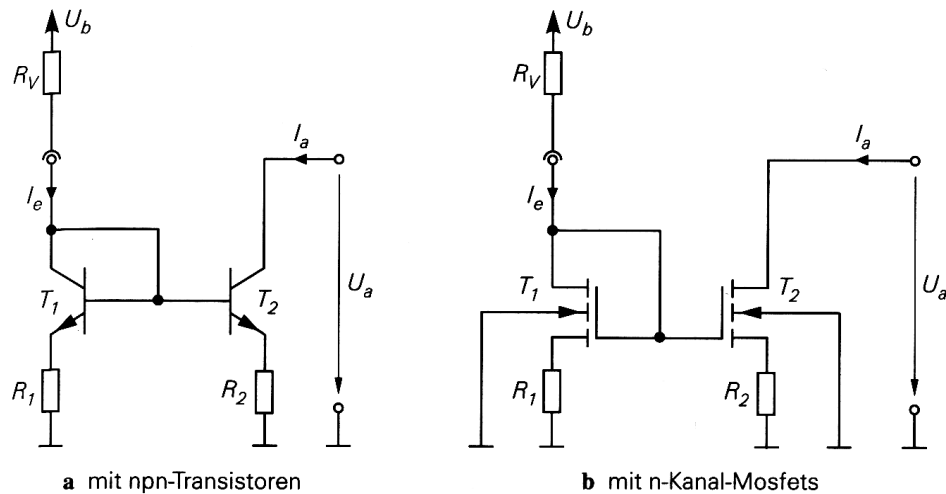 U_b
R_V
I_a
I_e
T_1
T_2
U_a
R_1
R_2
a mit npn-Transistoren
U_b
R_V
I_a
I_e
T_1
T_2
U_a
R_1
R_2
b mit n-Kanal-Mosfets